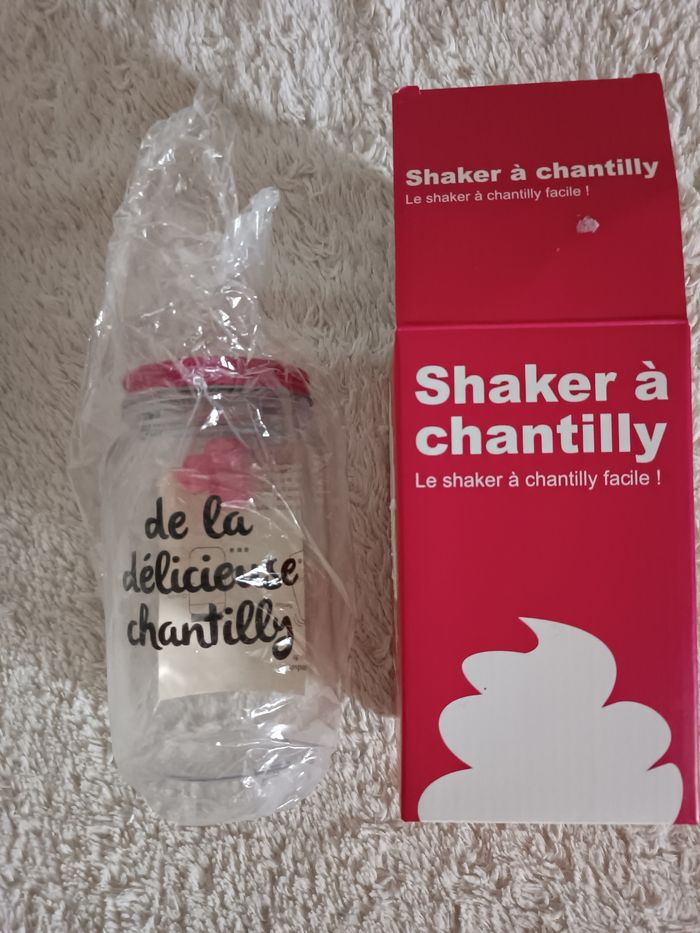 de la
délicieuse
chantilly
Shaker à chantilly
Le shaker à chantilly facile !
Shaker à
chantilly
Le shaker à chantilly facile !